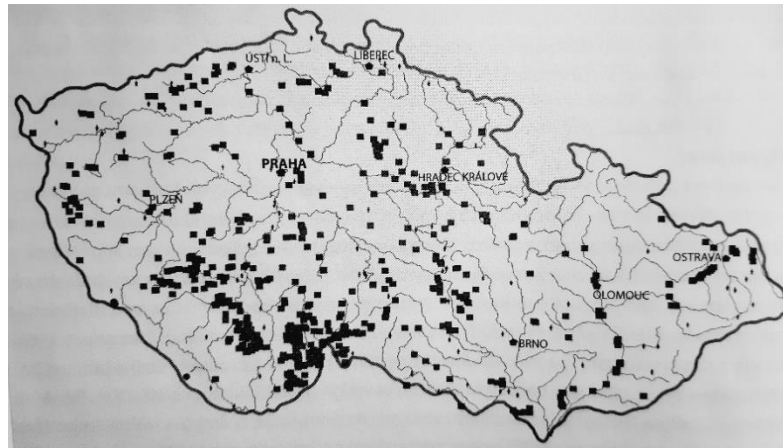 ÚSTÍ n. L.
LIBEREC
PRAHA
HRADEC KRÁLOVÉ
PLZEŇ
OSTRAVA
OLOMOUC
BRNO